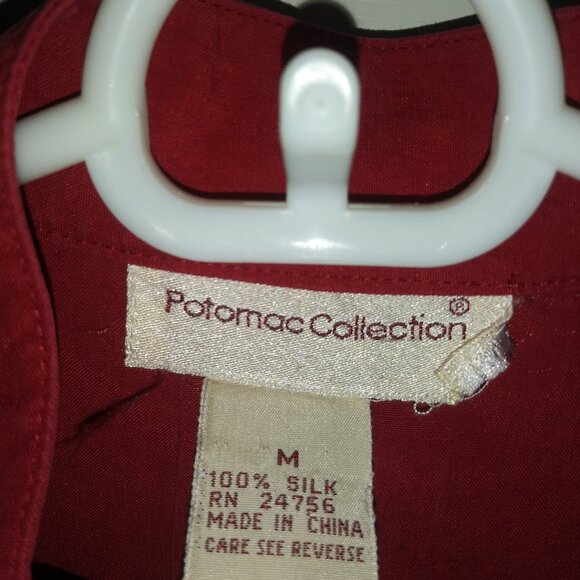 Potomac Collection ®
M
100% SILK
RN 24756
MADE IN CHINA
CARE SEE REVERSE